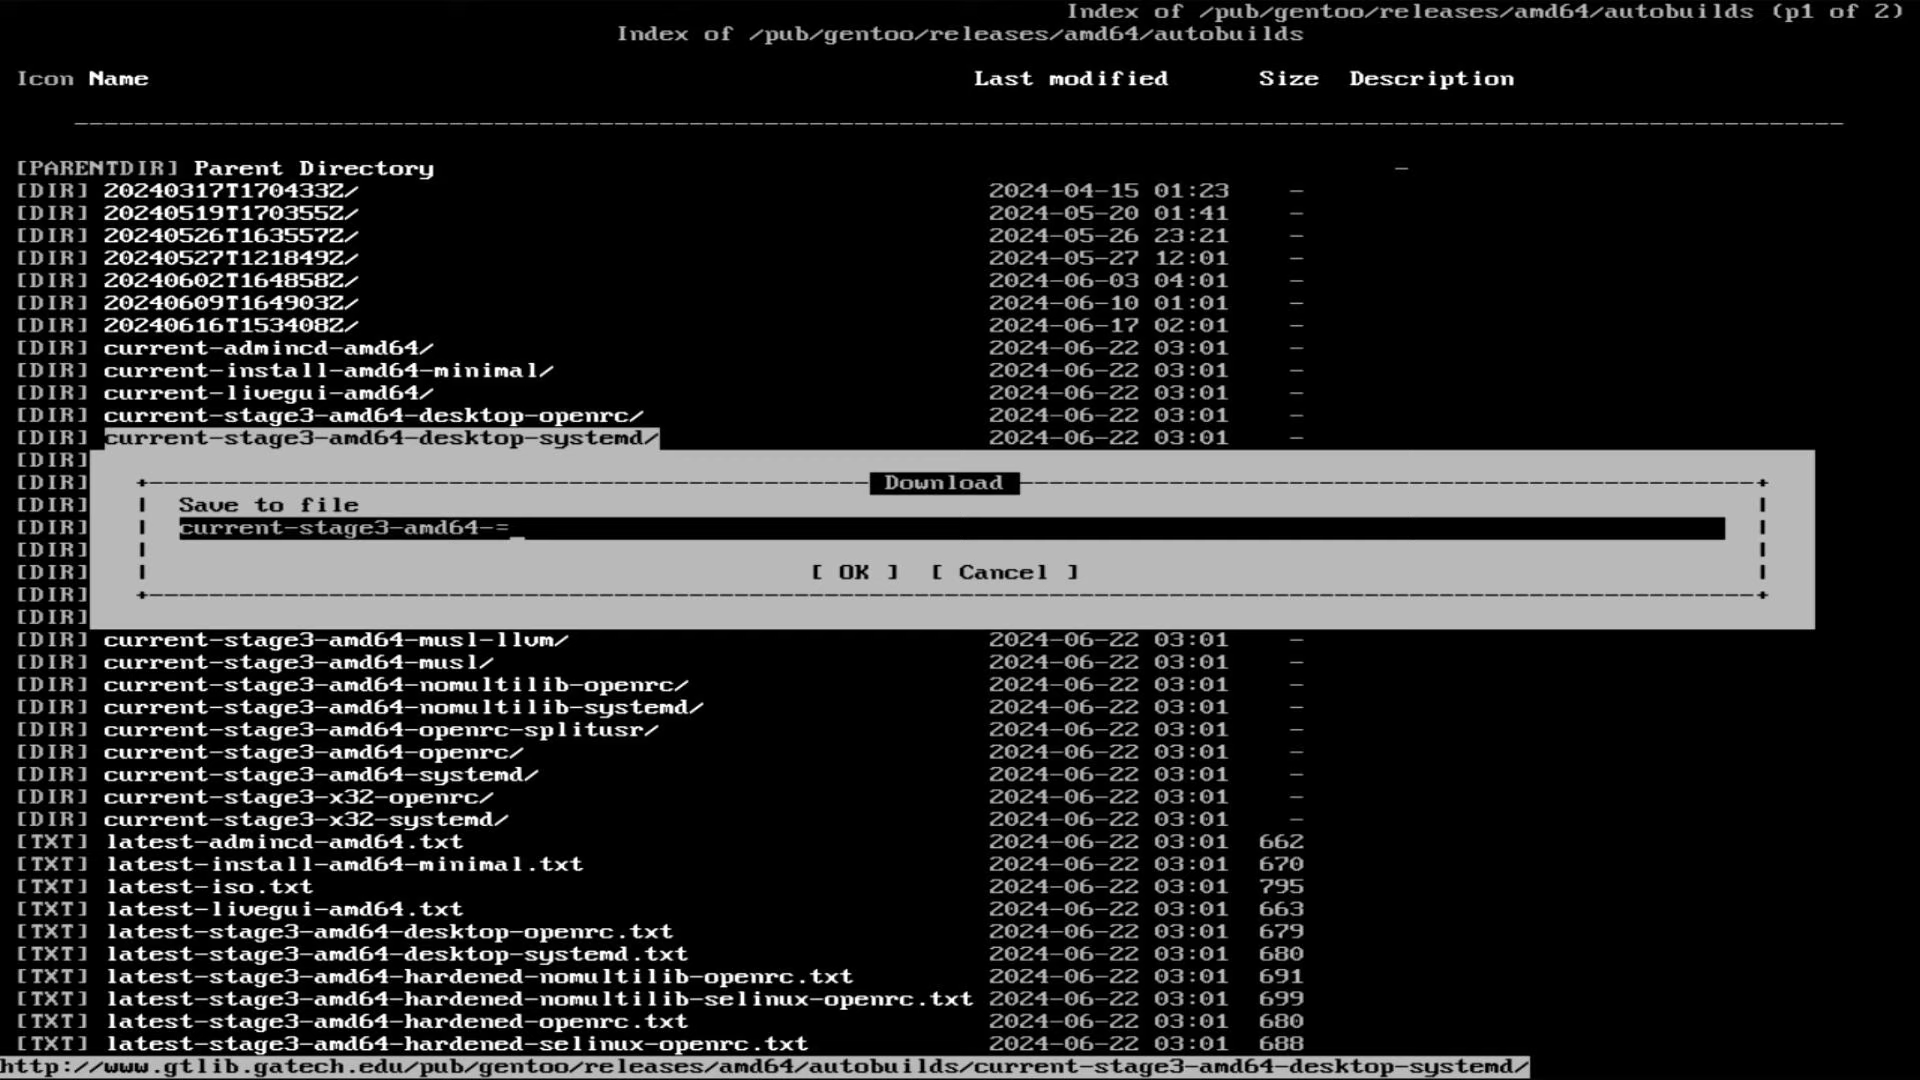 Index of /pub/gentoo/releases/amd64/autobuilds (p1 of 2)
Index of /pub/gentoo/releases/amd64/autobuilds
Icon Name Last modified Size Description
[PARENTDIR] Parent Directory -
[DIR] 20240317T170433Z/ 2024-04-15 01:23 -
[DIR] 20240519T170355Z/ 2024-05-20 01:41 -
[DIR] 20240526T163557Z/ 2024-05-26 23:21 -
[DIR] 20240527T121849Z/ 2024-05-27 12:01 -
[DIR] 20240602T164858Z/ 2024-06-03 04:01 -
[DIR] 20240609T164903Z/ 2024-06-10 01:01 -
[DIR] 20240616T153408Z/ 2024-06-17 02:01 -
[DIR] current-admincd-amd64/ 2024-06-22 03:01 -
[DIR] current-install-amd64-minimal/ 2024-06-22 03:01 -
[DIR] current-livegui-amd64/ 2024-06-22 03:01 -
[DIR] current-stage3-amd64-desktop-openrc/ 2024-06-22 03:01 -
[DIR] current-stage3-amd64-desktop-systemd/ 2024-06-22 03:01 -
[DIR]
[DIR] Download
[DIR] Save to file
[DIR] current-stage3-amd64-=_
[DIR]
[DIR] [ OK ] [ Cancel ]
[DIR]
[DIR]
[DIR] current-stage3-amd64-musl-llvm/ 2024-06-22 03:01 -
[DIR] current-stage3-amd64-musl/ 2024-06-22 03:01 -
[DIR] current-stage3-amd64-nomultilib-openrc/ 2024-06-22 03:01 -
[DIR] current-stage3-amd64-nomultilib-systemd/ 2024-06-22 03:01 -
[DIR] current-stage3-amd64-openrc-splitusr/ 2024-06-22 03:01 -
[DIR] current-stage3-amd64-openrc/ 2024-06-22 03:01 -
[DIR] current-stage3-amd64-systemd/ 2024-06-22 03:01 -
[DIR] current-stage3-x32-openrc/ 2024-06-22 03:01 -
[DIR] current-stage3-x32-systemd/ 2024-06-22 03:01 -
[TXT] latest-admincd-amd64.txt 2024-06-22 03:01 662
[TXT] latest-install-amd64-minimal.txt 2024-06-22 03:01 670
[TXT] latest-iso.txt 2024-06-22 03:01 795
[TXT] latest-livegui-amd64.txt 2024-06-22 03:01 663
[TXT] latest-stage3-amd64-desktop-openrc.txt 2024-06-22 03:01 679
[TXT] latest-stage3-amd64-desktop-systemd.txt 2024-06-22 03:01 680
[TXT] latest-stage3-amd64-hardened-nomultilib-openrc.txt 2024-06-22 03:01 691
[TXT] latest-stage3-amd64-hardened-nomultilib-selinux-openrc.txt 2024-06-22 03:01 699
[TXT] latest-stage3-amd64-hardened-openrc.txt 2024-06-22 03:01 680
[TXT] latest-stage3-amd64-hardened-selinux-openrc.txt 2024-06-22 03:01 688
http://www.gtlib.gatech.edu/pub/gentoo/releases/amd64/autobuilds/current-stage3-amd64-desktop-systemd/